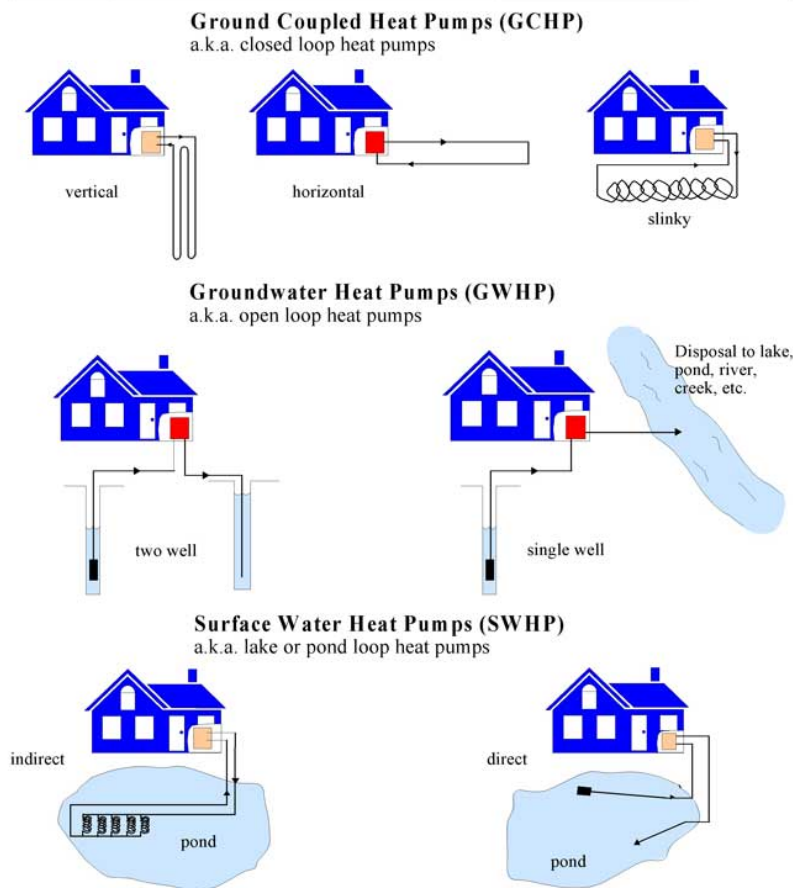 Ground Coupled Heat Pumps (GCHP)
a.k.a. closed loop heat pumps
vertical
horizontal
slinky
Groundwater Heat Pumps (GWHP)
a.k.a. open loop heat pumps
Disposal to lake,
pond, river,
creek, etc.
two well
single well
Surface Water Heat Pumps (SWHP)
a.k.a. lake or pond loop heat pumps
indirect
pond
direct
pond